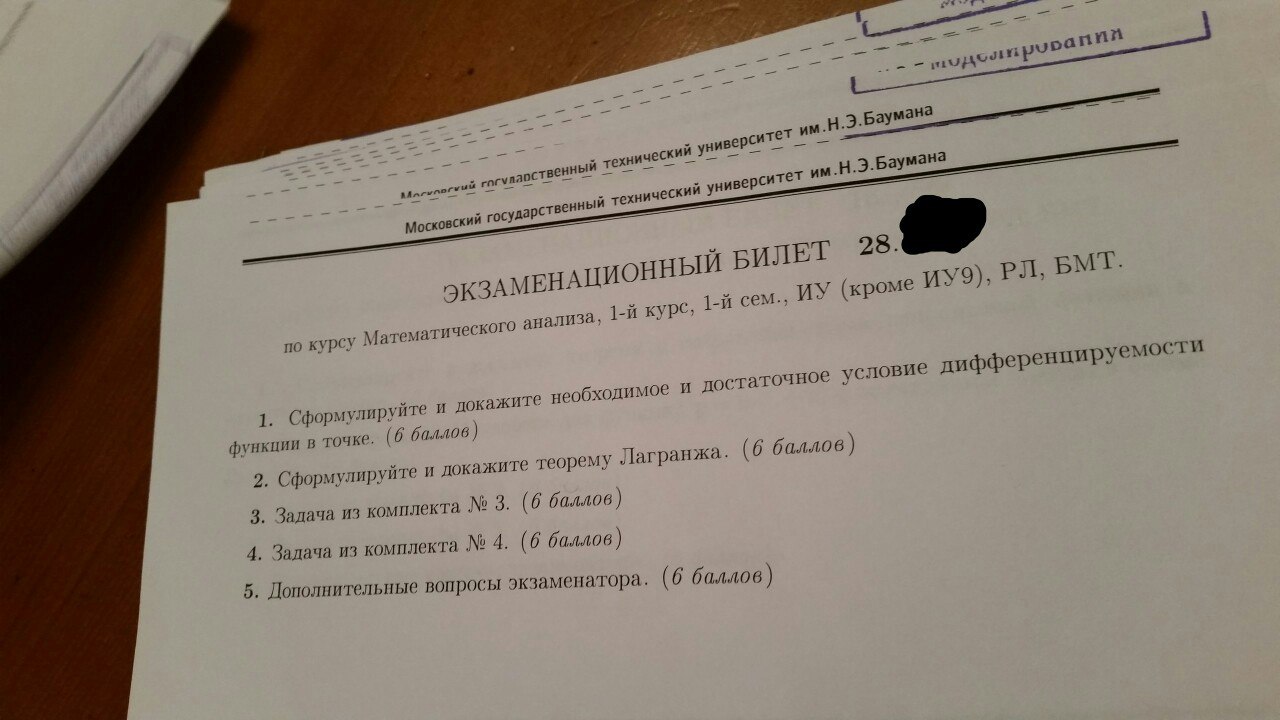 моделирования
Московский государственный технический университет им.Н.Э.Баумана
Московский государственный технический университет им.Н.Э.Баумана
ЭКЗАМЕНАЦИОННЫЙ БИЛЕТ 28.
по курсу Математического анализа, 1-й курс, 1-й сем., ИУ (кроме ИУ9), РЛ, БМТ.
1. Сформулируйте и докажите необходимое и достаточное условие дифференцируемости
функции в точке. (6 баллов)
2. Сформулируйте и докажите теорему Лагранжа. (6 баллов)
3. Задача из комплекта № 3. (6 баллов)
4. Задача из комплекта № 4. (6 баллов)
5. Дополнительные вопросы экзаменатора. (6 баллов)